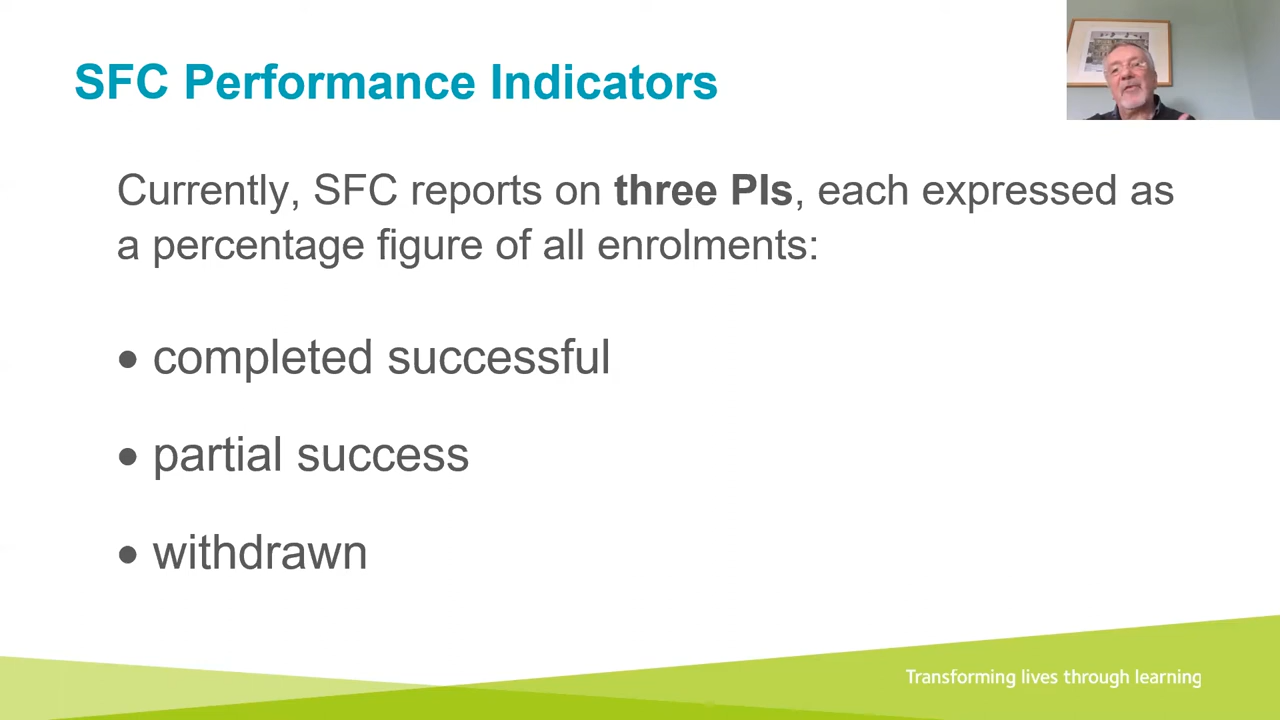 SFC Performance Indicators
Currently, SFC reports on three PIs, each expressed as
a percentage figure of all enrolments:
• completed successful
• partial success
• withdrawn
Transforming lives through learning